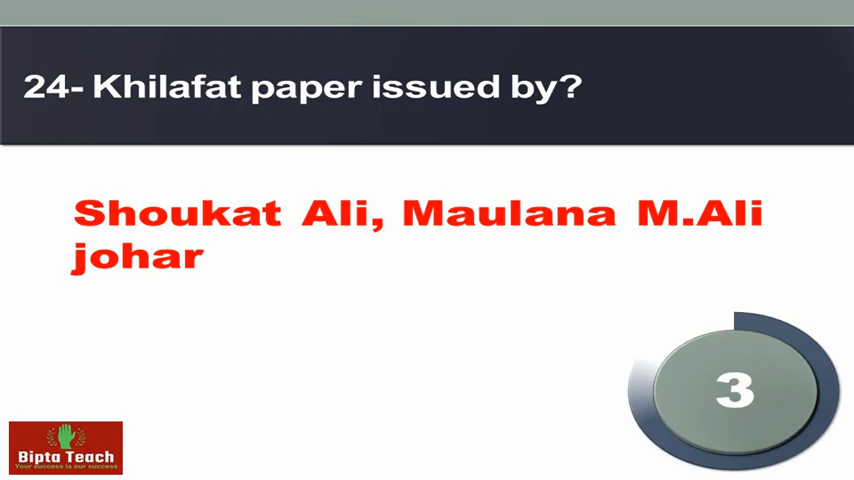 24- Khilafat paper issued by?
Shoukat Ali, Maulana M.Ali
johar
3
Bipta Teach
Your success is our success